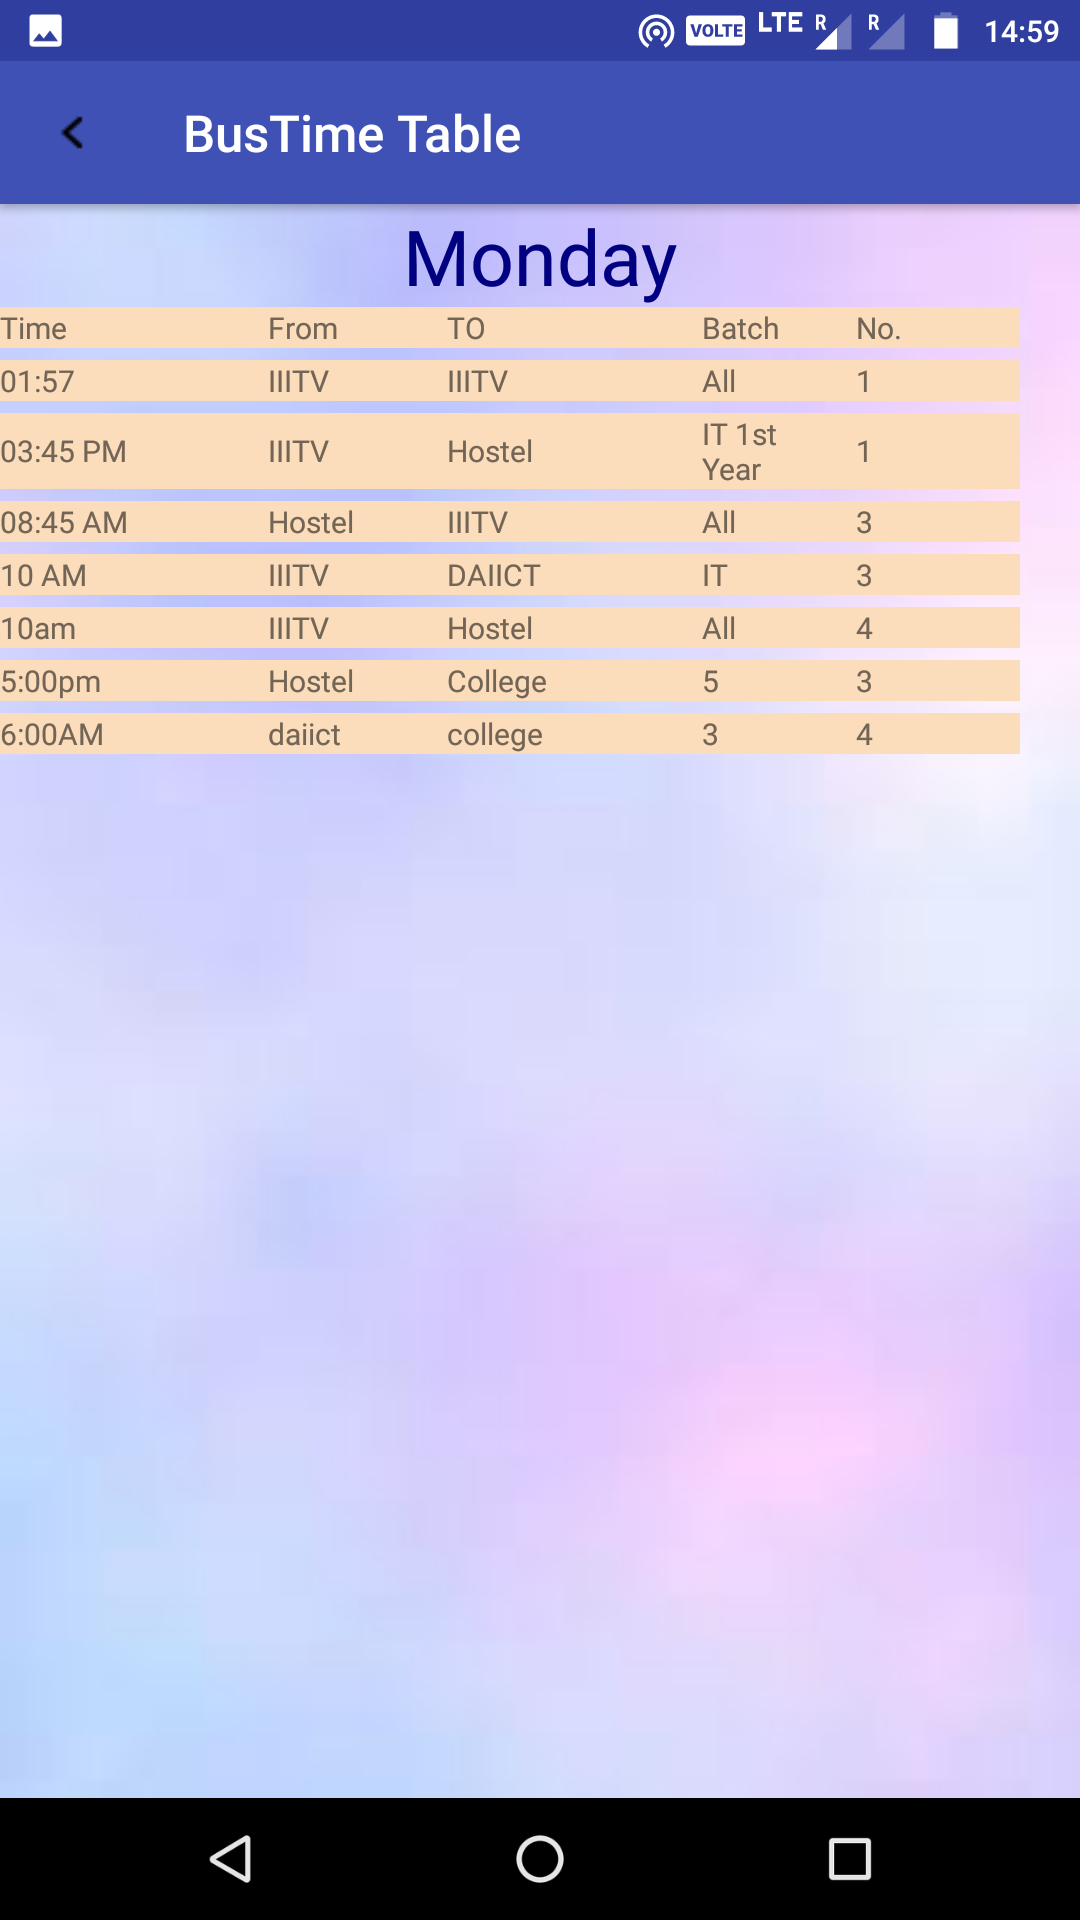 VOLTE LTE R R 14:59
BusTime Table
Monday
Time From TO Batch No.
01:57 IIITV IIITV All 1
03:45 PM IIITV Hostel IT 1st Year 1
08:45 AM Hostel IIITV All 3
10 AM IIITV DAIICT IT 3
10am IIITV Hostel All 4
5:00pm Hostel College 5 3
6:00AM daiict college 3 4